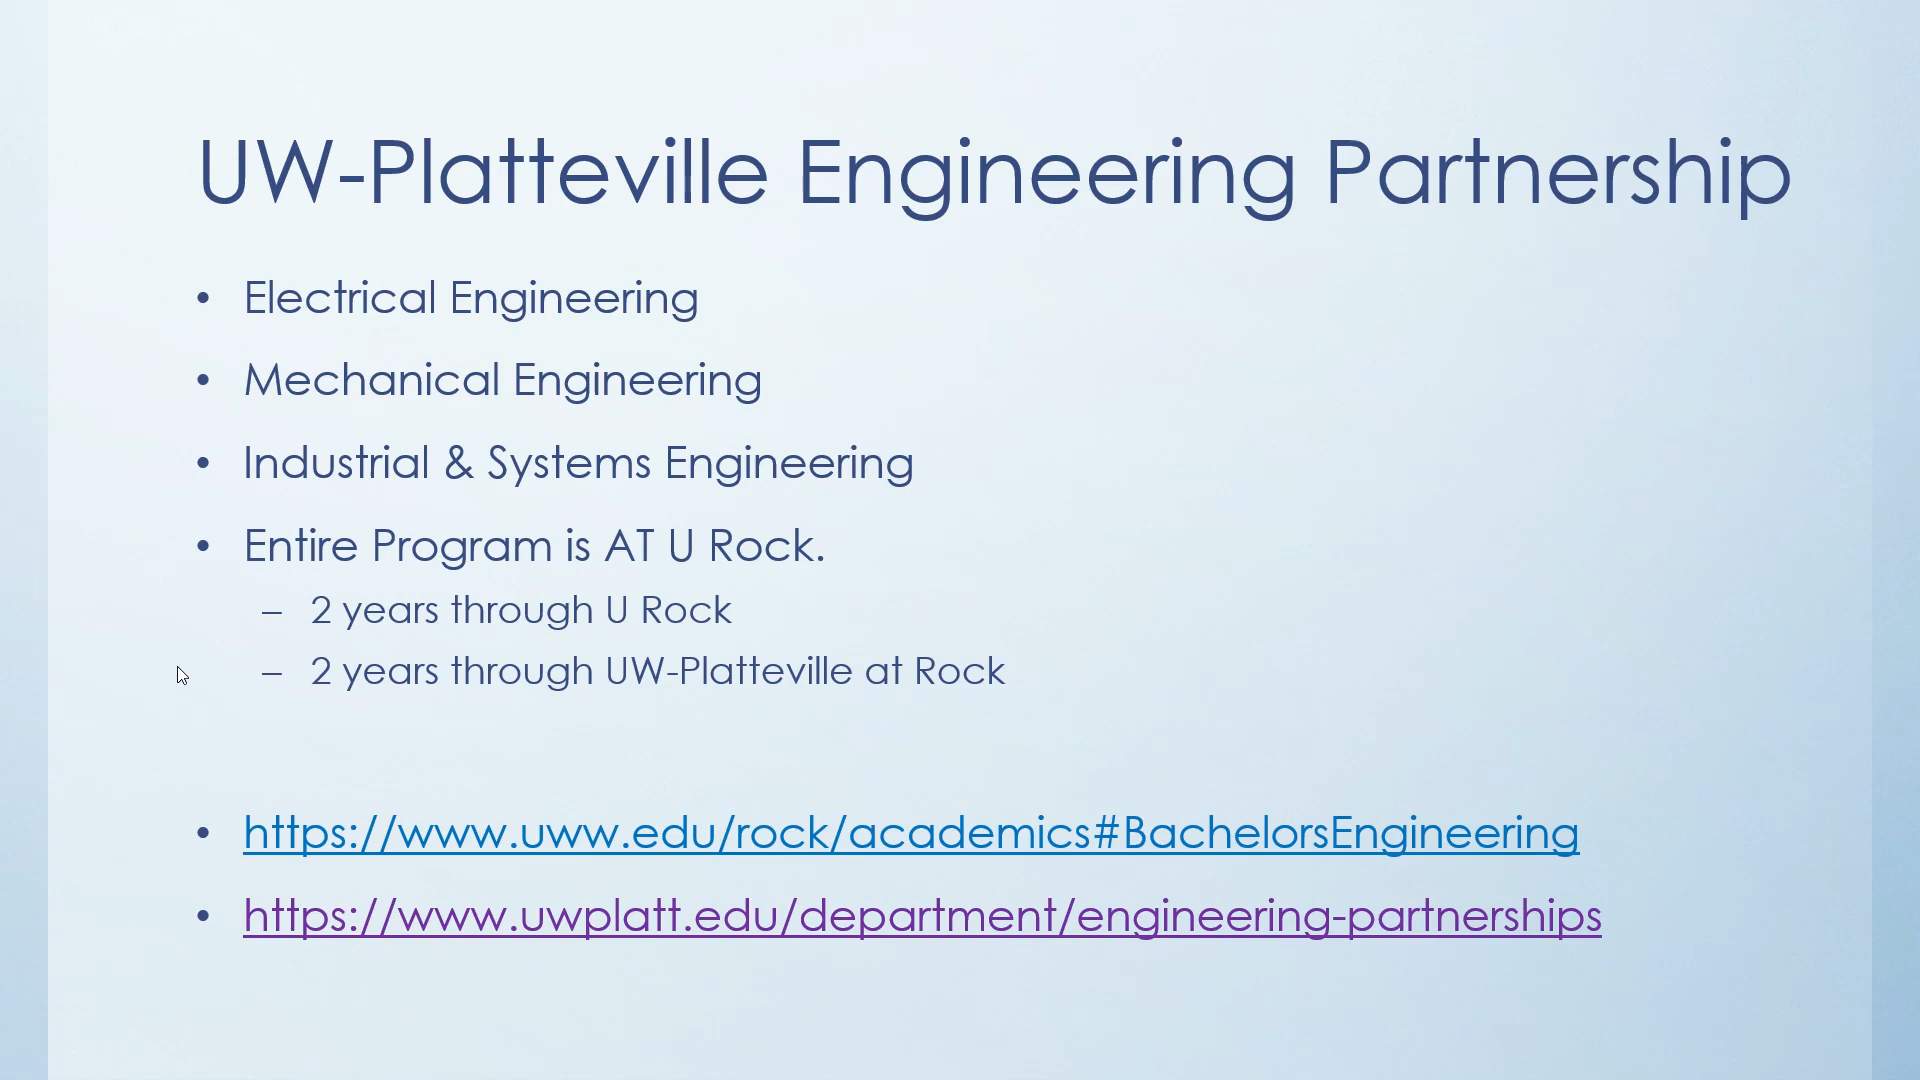 UW-Platteville Engineering Partnership
• Electrical Engineering
• Mechanical Engineering
• Industrial & Systems Engineering
• Entire Program is AT U Rock.
– 2 years through U Rock
– 2 years through UW-Platteville at Rock
• https://www.uww.edu/rock/academics#BachelorsEngineering
• https://www.uwplatt.edu/department/engineering-partnerships